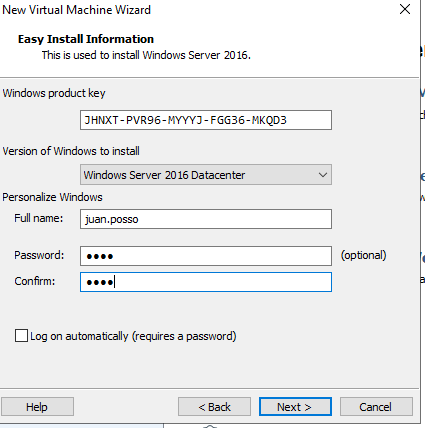 New Virtual Machine Wizard
Easy Install Information
This is used to install Windows Server 2016.
Windows product key
JHNXT-PVR96-MYYYJ-FGG36-MKQD3
Version of Windows to install
Windows Server 2016 Datacenter
Personalize Windows
Full name: juan.posso
Password: •••• (optional)
Confirm: ••••
Log on automatically (requires a password)
Help < Back Next > Cancel